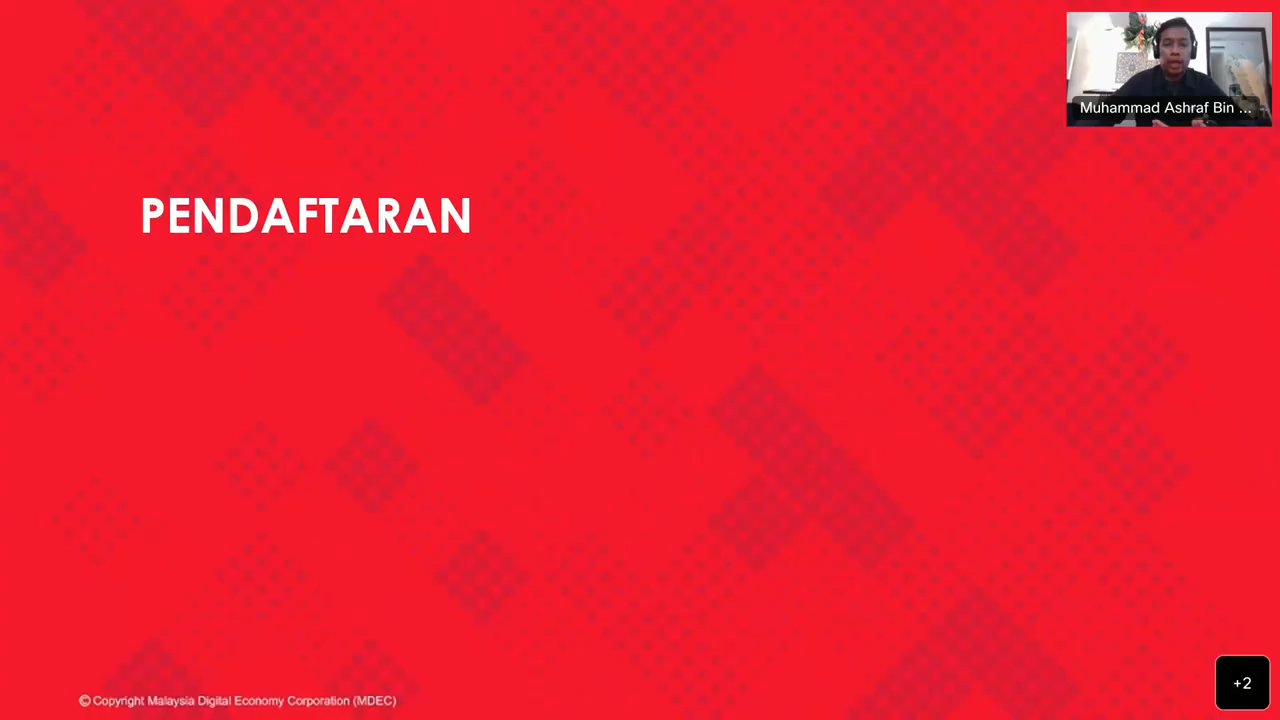 Muhammad Ashraf Bin ...
PENDAFTARAN
© Copyright Malaysia Digital Economy Corporation (MDEC)
+2